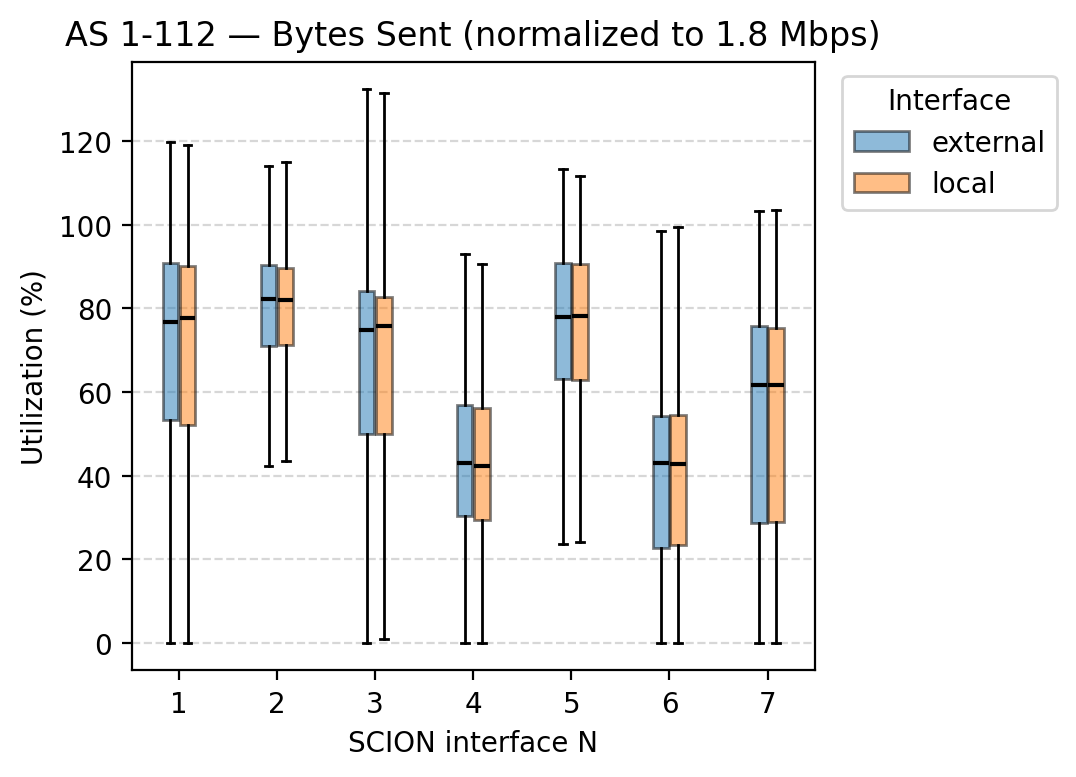 AS 1-112 — Bytes Sent (normalized to 1.8 Mbps)
Interface
external
local
Utilization (%)
120
100
80
60
40
20
0
1 2 3 4 5 6 7
SCION interface N